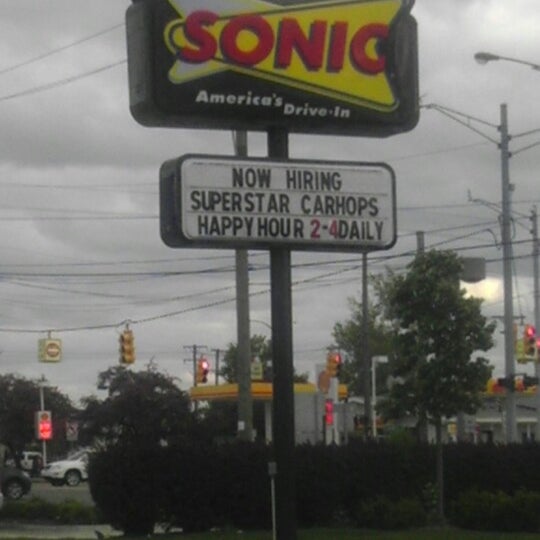 SONIC
America's Drive-In
NOW HIRING
SUPERSTAR CARHOPS
HAPPY HOUR 2-4DAILY